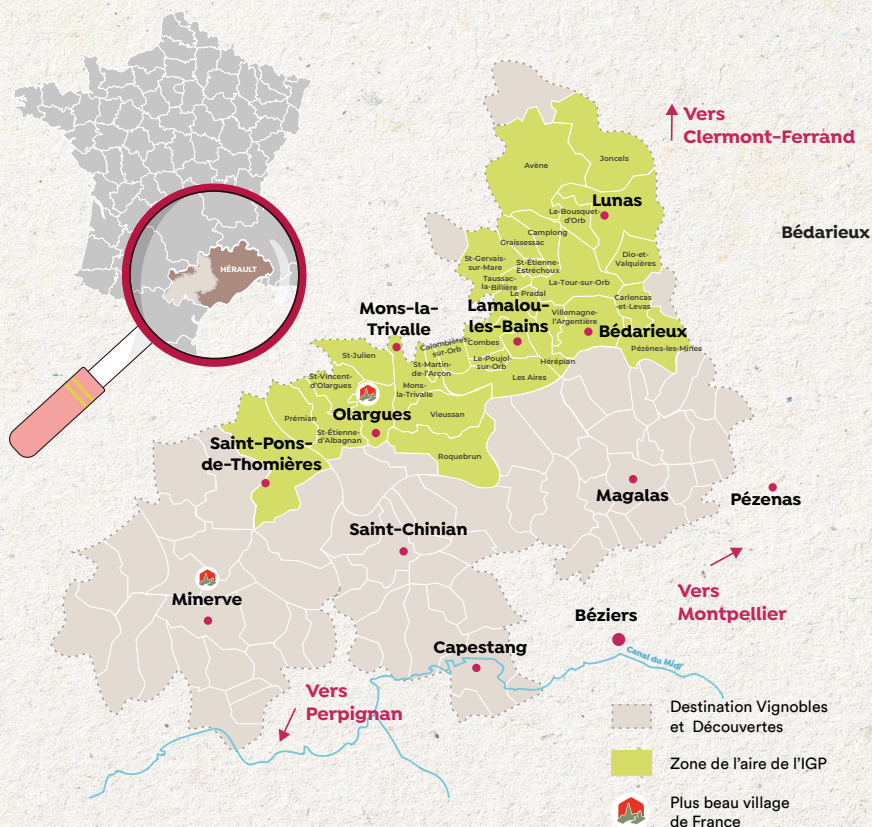 HÉRAULT
Vers
Clermont-Ferrand
Bédarieux
Avène
Joncels
Lunas
Le-Bousquet-
d'Orb
Camplong
Graissessac
St-Gervais-
sur-Mare
St-Étienne-
Estréchoux
Dio-et-
Valquières
Taussac-
la-Billière
La-Tour-sur-Orb
Le Pradal
Carlencas
-et-Levas
Mons-la-
Trivalle
Lamalou-
les-Bains
Villemagne-
l'Argentière
Bédarieux
Pézènes-les-Mines
Colombières-
sur-Orb
Combes
St-Julien
St-Martin-
de-l'Arçon
Le-Poujol-
sur-Orb
Hérépian
Les Aires
St-Vincent-
d'Olargues
Mons-
la-Trivalle
Olargues
Prémian
St-Étienne-
d'Albagnan
Vieussan
Roquebrun
Saint-Pons-
de-Thomières
Magalas
Pézenas
Saint-Chinian
Minerve
Vers
Montpellier
Béziers
Canal du Midi
Capestang
Vers
Perpignan
Destination Vignobles
et Découvertes
Zone de l'aire de l'IGP
Plus beau village
de France